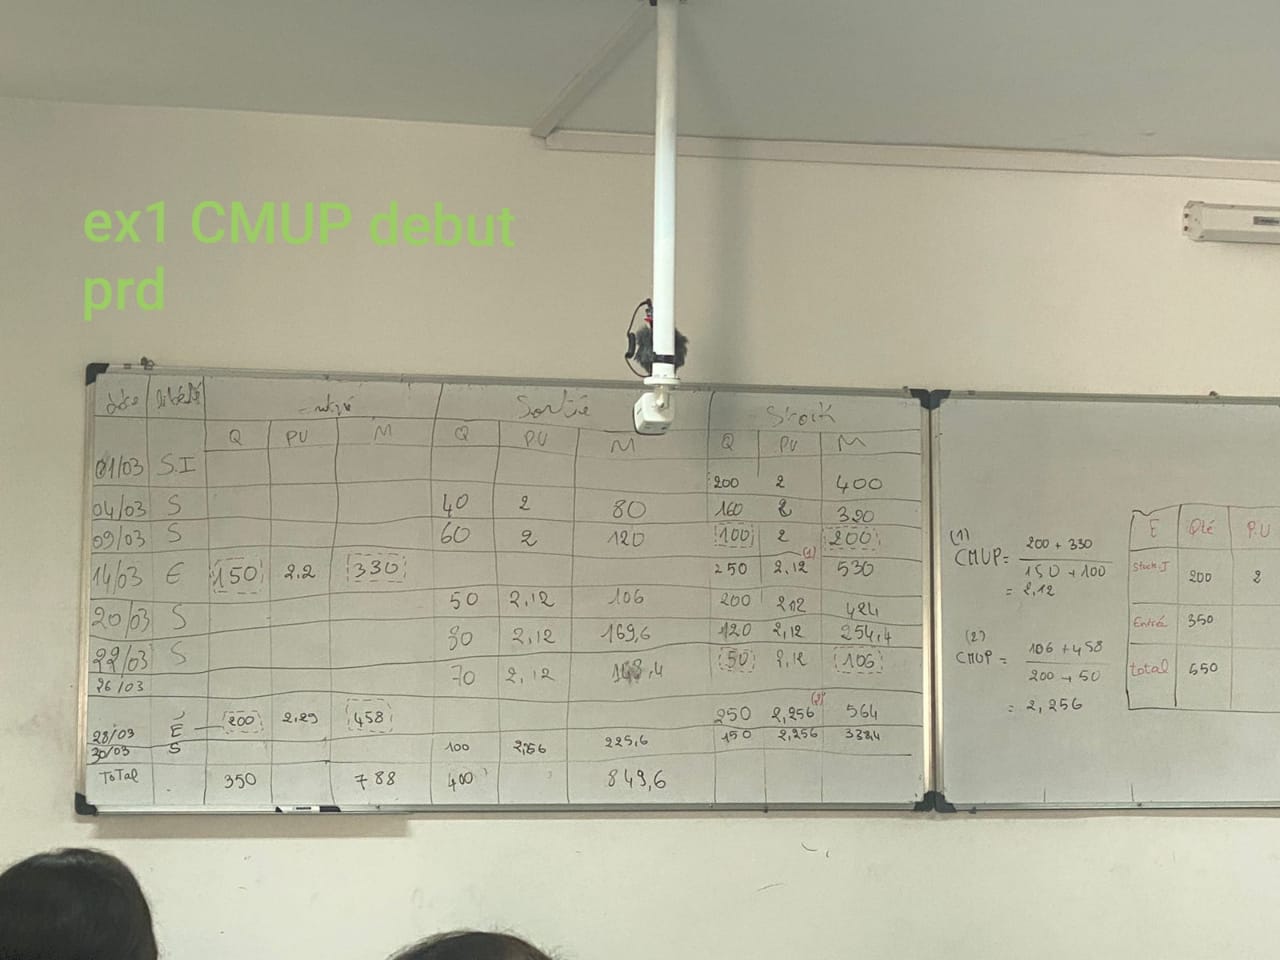 ex1 CMUP debut
prd
Date Libellé Entrée Sortie Stock
Q PU M Q P.U M Q PU M
01/03 S.I 200 2 400
04/03 S 40 2 80 160 2 320
09/03 S 60 2 120 100 2 200
14/03 E 150 2,2 330 250 2,12 (1) 530
20/03 S 50 2,12 106 200 2,12 424
22/03 S 80 2,12 169,6 120 2,12 254,4
26/03 70 2,12 148,4 50 2,12 106
28/03 É 200 2,29 458 250 2,256 (2) 564
30/03 S 100 2,256 225,6 150 2,256 338,4
ToTal 350 788 400 849,6
(1)
CMUP = 200 + 330
150 + 100
= 2,12
(2)
CMUP = 106 + 458
200 + 50
= 2,256
E Qté P.U
Stock.I 200 2
Entrée 350
total 550